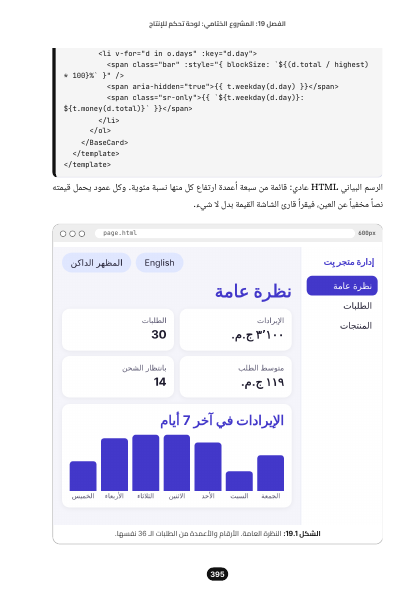 الفصل 19: المشروع الختامي: لوحة تحكم للإنتاج
<li v-for="d in o.days" :key="d.day">
<span class="bar" :style="{ blockSize: `${(d.total / highest)
* 100}%` }" />
<span aria-hidden="true">{{ t.weekday(d.day) }}</span>
<span class="sr-only">{{ `${t.weekday(d.day)}:
${t.money(d.total)}` }}</span>
</li>
</ol>
</BaseCard>
</template>
</template>
الرسم البياني HTML عادي: قائمة من سبعة أعمدة ارتفاع كل منها نسبة مئوية. وكل عمود يحمل قيمته
نصاً مخفياً عن العين، فيقرأ قارئ الشاشة القيمة بدل لا شيء.
page.html
600px
إدارة متجر بِت
نظرة عامة
الطلبات
المنتجات
English
المظهر الداكن
نظرة عامة
الإيرادات
٣٬١٠٠ ج.م.
الطلبات
30
متوسط الطلب
١١٩ ج.م.
بانتظار الشحن
14
الإيرادات في آخر 7 أيام
الجمعة
السبت
الأحد
الاثنين
الثلاثاء
الأربعاء
الخميس
الشكل 19.1: النظرة العامة. الأرقام والأعمدة من الطلبات الـ 36 نفسها.
395